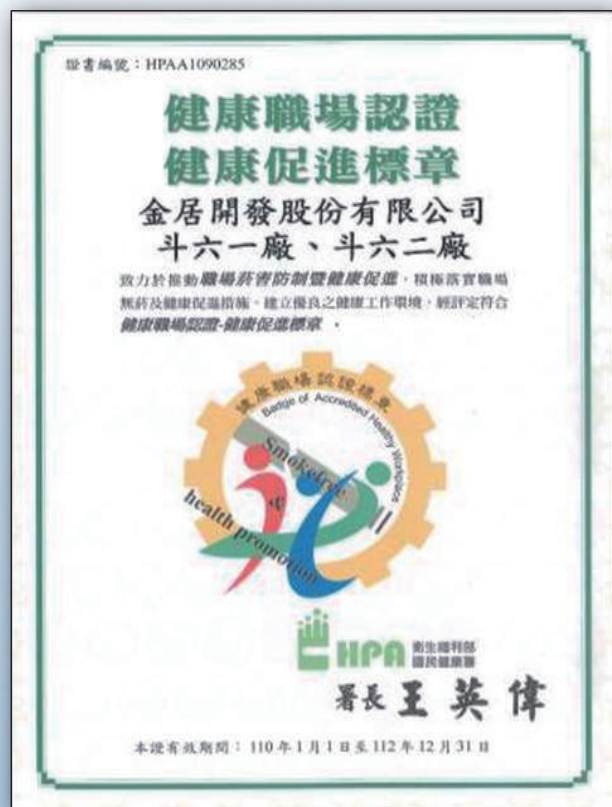 證書編號：HPAA1090285
健康職場認證
健康促進標章
金居開發股份有限公司
斗六一廠、斗六二廠
致力於推動職場菸害防制暨健康促進，積極落實職場
無菸及健康促進措施，建立優良之健康工作環境，經評定符合
健康職場認證-健康促進標章。
健康職場認證標章
Badge of Accredited Healthy Workplace
Smokefree
&
health promotion
HPA 衛生福利部
國民健康署
署長 王英偉
本證有效期間：110年1月1日至112年12月31日